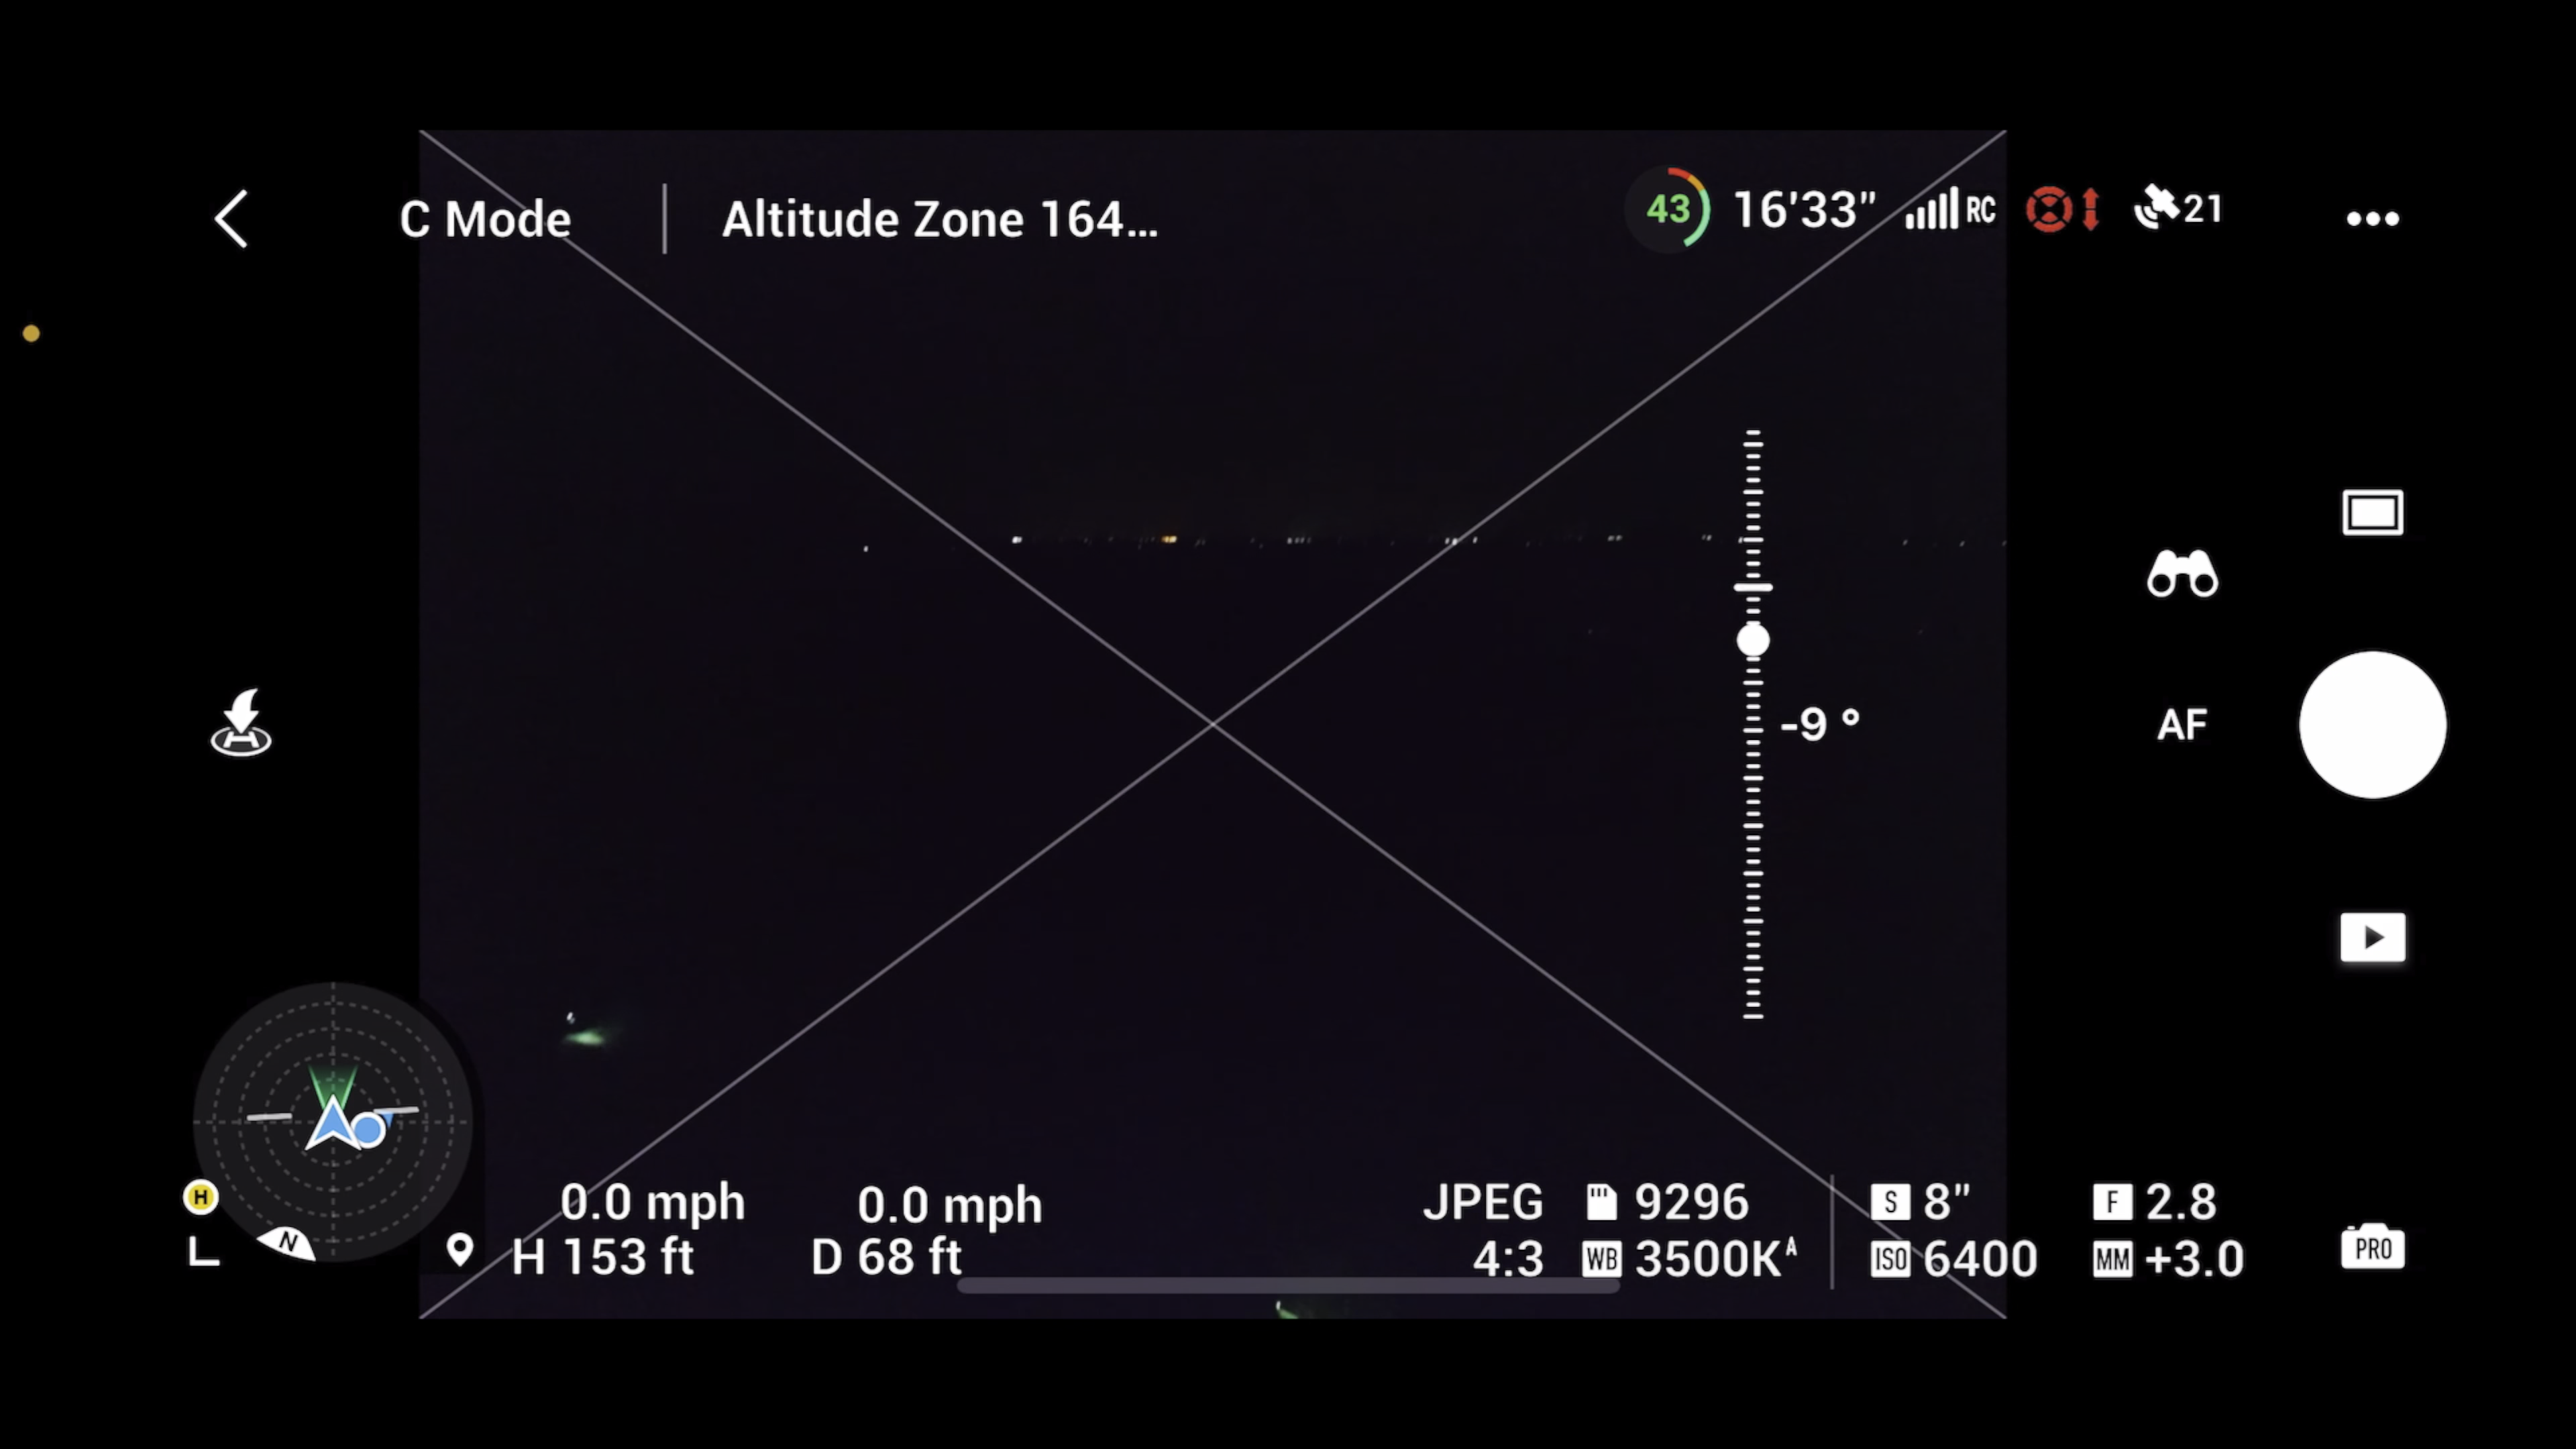 C Mode
Altitude Zone 164...
43
16'33"
RC
21
-9 °
AF
H
N
0.0 mph
0.0 mph
H 153 ft
D 68 ft
JPEG
9296
4:3
WB 3500K A
S 8"
F 2.8
ISO 6400
MM +3.0
PRO